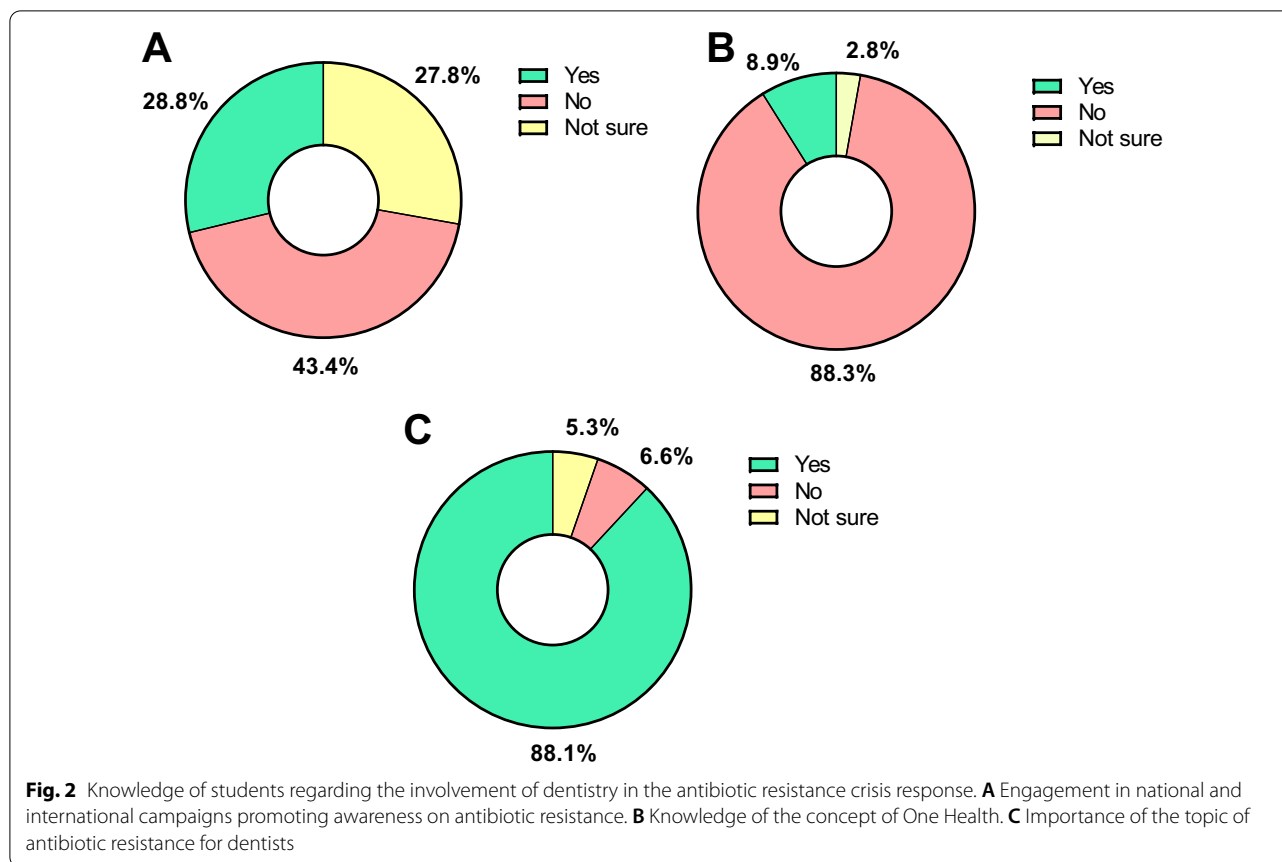 A
28.8%
27.8%
43.4%
Yes
No
Not sure
B
8.9%
2.8%
88.3%
Yes
No
Not sure
C
5.3%
6.6%
88.1%
Yes
No
Not sure
Fig. 2 Knowledge of students regarding the involvement of dentistry in the antibiotic resistance crisis response. A Engagement in national and
international campaigns promoting awareness on antibiotic resistance. B Knowledge of the concept of One Health. C Importance of the topic of
antibiotic resistance for dentists